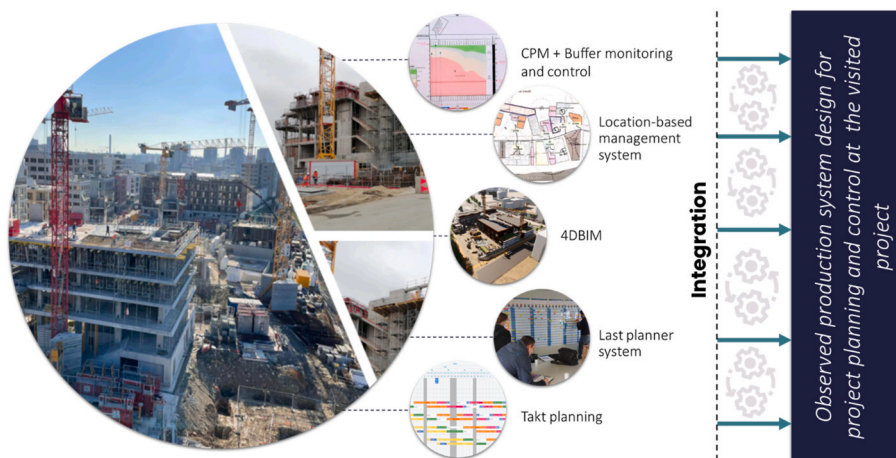 CPM + Buffer monitoring
and control
Location-based
management
system
4DBIM
Last planner
system
Takt planning
Integration
Observed production system design for
project planning and control at the visited
project